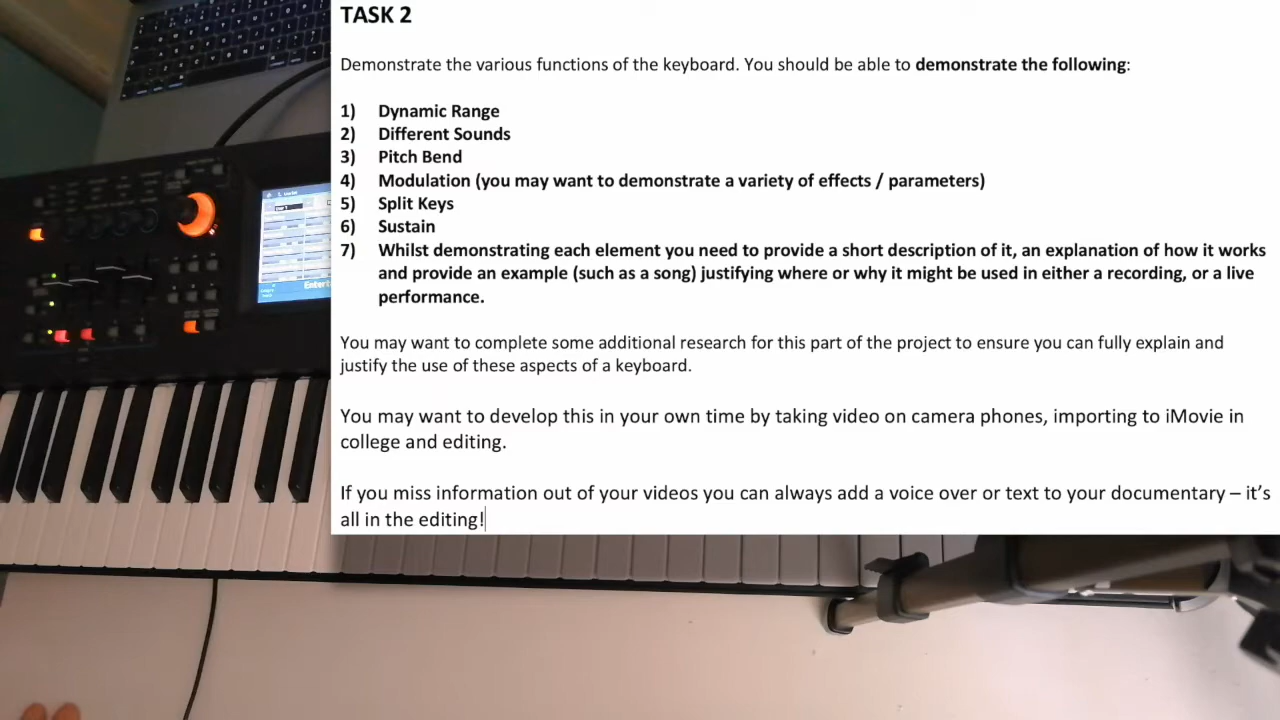 TASK 2
Demonstrate the various functions of the keyboard. You should be able to demonstrate the following:
1) Dynamic Range
2) Different Sounds
3) Pitch Bend
4) Modulation (you may want to demonstrate a variety of effects / parameters)
5) Split Keys
6) Sustain
7) Whilst demonstrating each element you need to provide a short description of it, an explanation of how it works
and provide an example (such as a song) justifying where or why it might be used in either a recording, or a live
performance.
You may want to complete some additional research for this part of the project to ensure you can fully explain and
justify the use of these aspects of a keyboard.
You may want to develop this in your own time by taking video on camera phones, importing to iMovie in
college and editing.
If you miss information out of your videos you can always add a voice over or text to your documentary – it’s
all in the editing!